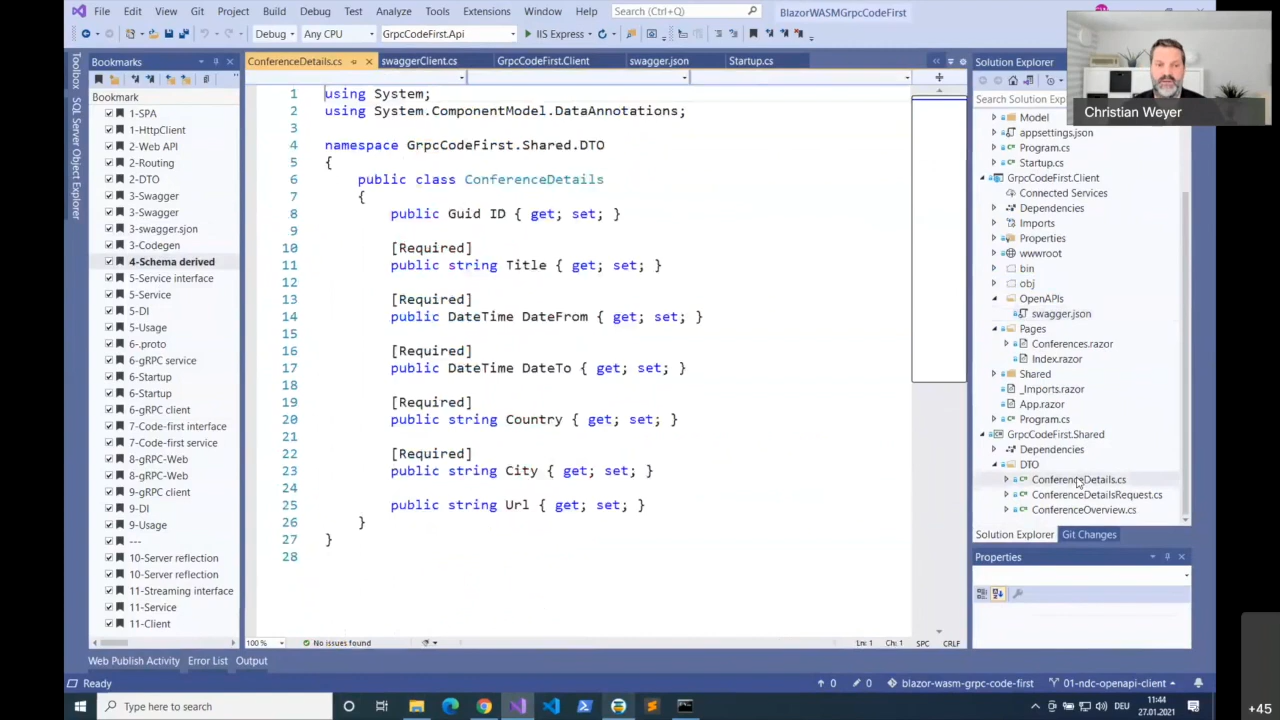 File Edit View Git Project Build Debug Test Analyze Tools Extensions Window Help Search (Ctrl+Q) BlazorWASMGrpcCodeFirst
Debug Any CPU GrpcCodeFirst.Api IIS Express
Toolbox
SQL Server Object Explorer
Bookmarks
Bookmark
1-SPA
1-HttpClient
2-Web API
2-Routing
2-DTO
3-Swagger
3-Swagger
3-swagger.sjon
3-Codegen
4-Schema derived
5-Service interface
5-Service
5-DI
5-Usage
6-.proto
6-gRPC service
6-Startup
6-Startup
6-gRPC client
7-Code-first interface
7-Code-first service
8-gRPC-Web
8-gRPC-Web
9-gRPC client
9-DI
9-Usage
---
10-Server reflection
10-Server reflection
11-Streaming interface
11-Service
11-Client
ConferenceDetails.cs swaggerClient.cs GrpcCodeFirst.Client swagger.json Startup.cs
1 using System;
2 using System.ComponentModel.DataAnnotations;
3
4 namespace GrpcCodeFirst.Shared.DTO
5 {
6 public class ConferenceDetails
7 {
8 public Guid ID { get; set; }
9
10 [Required]
11 public string Title { get; set; }
12
13 [Required]
14 public DateTime DateFrom { get; set; }
15
16 [Required]
17 public DateTime DateTo { get; set; }
18
19 [Required]
20 public string Country { get; set; }
21
22 [Required]
23 public string City { get; set; }
24
25 public string Url { get; set; }
26 }
27 }
28
100 % No issues found Ln: 1 Ch: 1 SPC CRLF
Solution Explorer
Search Solution Exp
Christian Weyer
Model
appsettings.json
Program.cs
Startup.cs
GrpcCodeFirst.Client
Connected Services
Dependencies
Imports
Properties
wwwroot
bin
obj
OpenAPIs
swagger.json
Pages
Conferences.razor
Index.razor
Shared
_Imports.razor
App.razor
Program.cs
GrpcCodeFirst.Shared
Dependencies
DTO
ConferenceDetails.cs
ConferenceDetailsRequest.cs
ConferenceOverview.cs
Solution Explorer Git Changes
Properties
Web Publish Activity Error List Output
Ready 0 0 blazor-wasm-grpc-code-first 01-ndc-openapi-client
Type here to search DEU 11:44
27.01.2021
+45